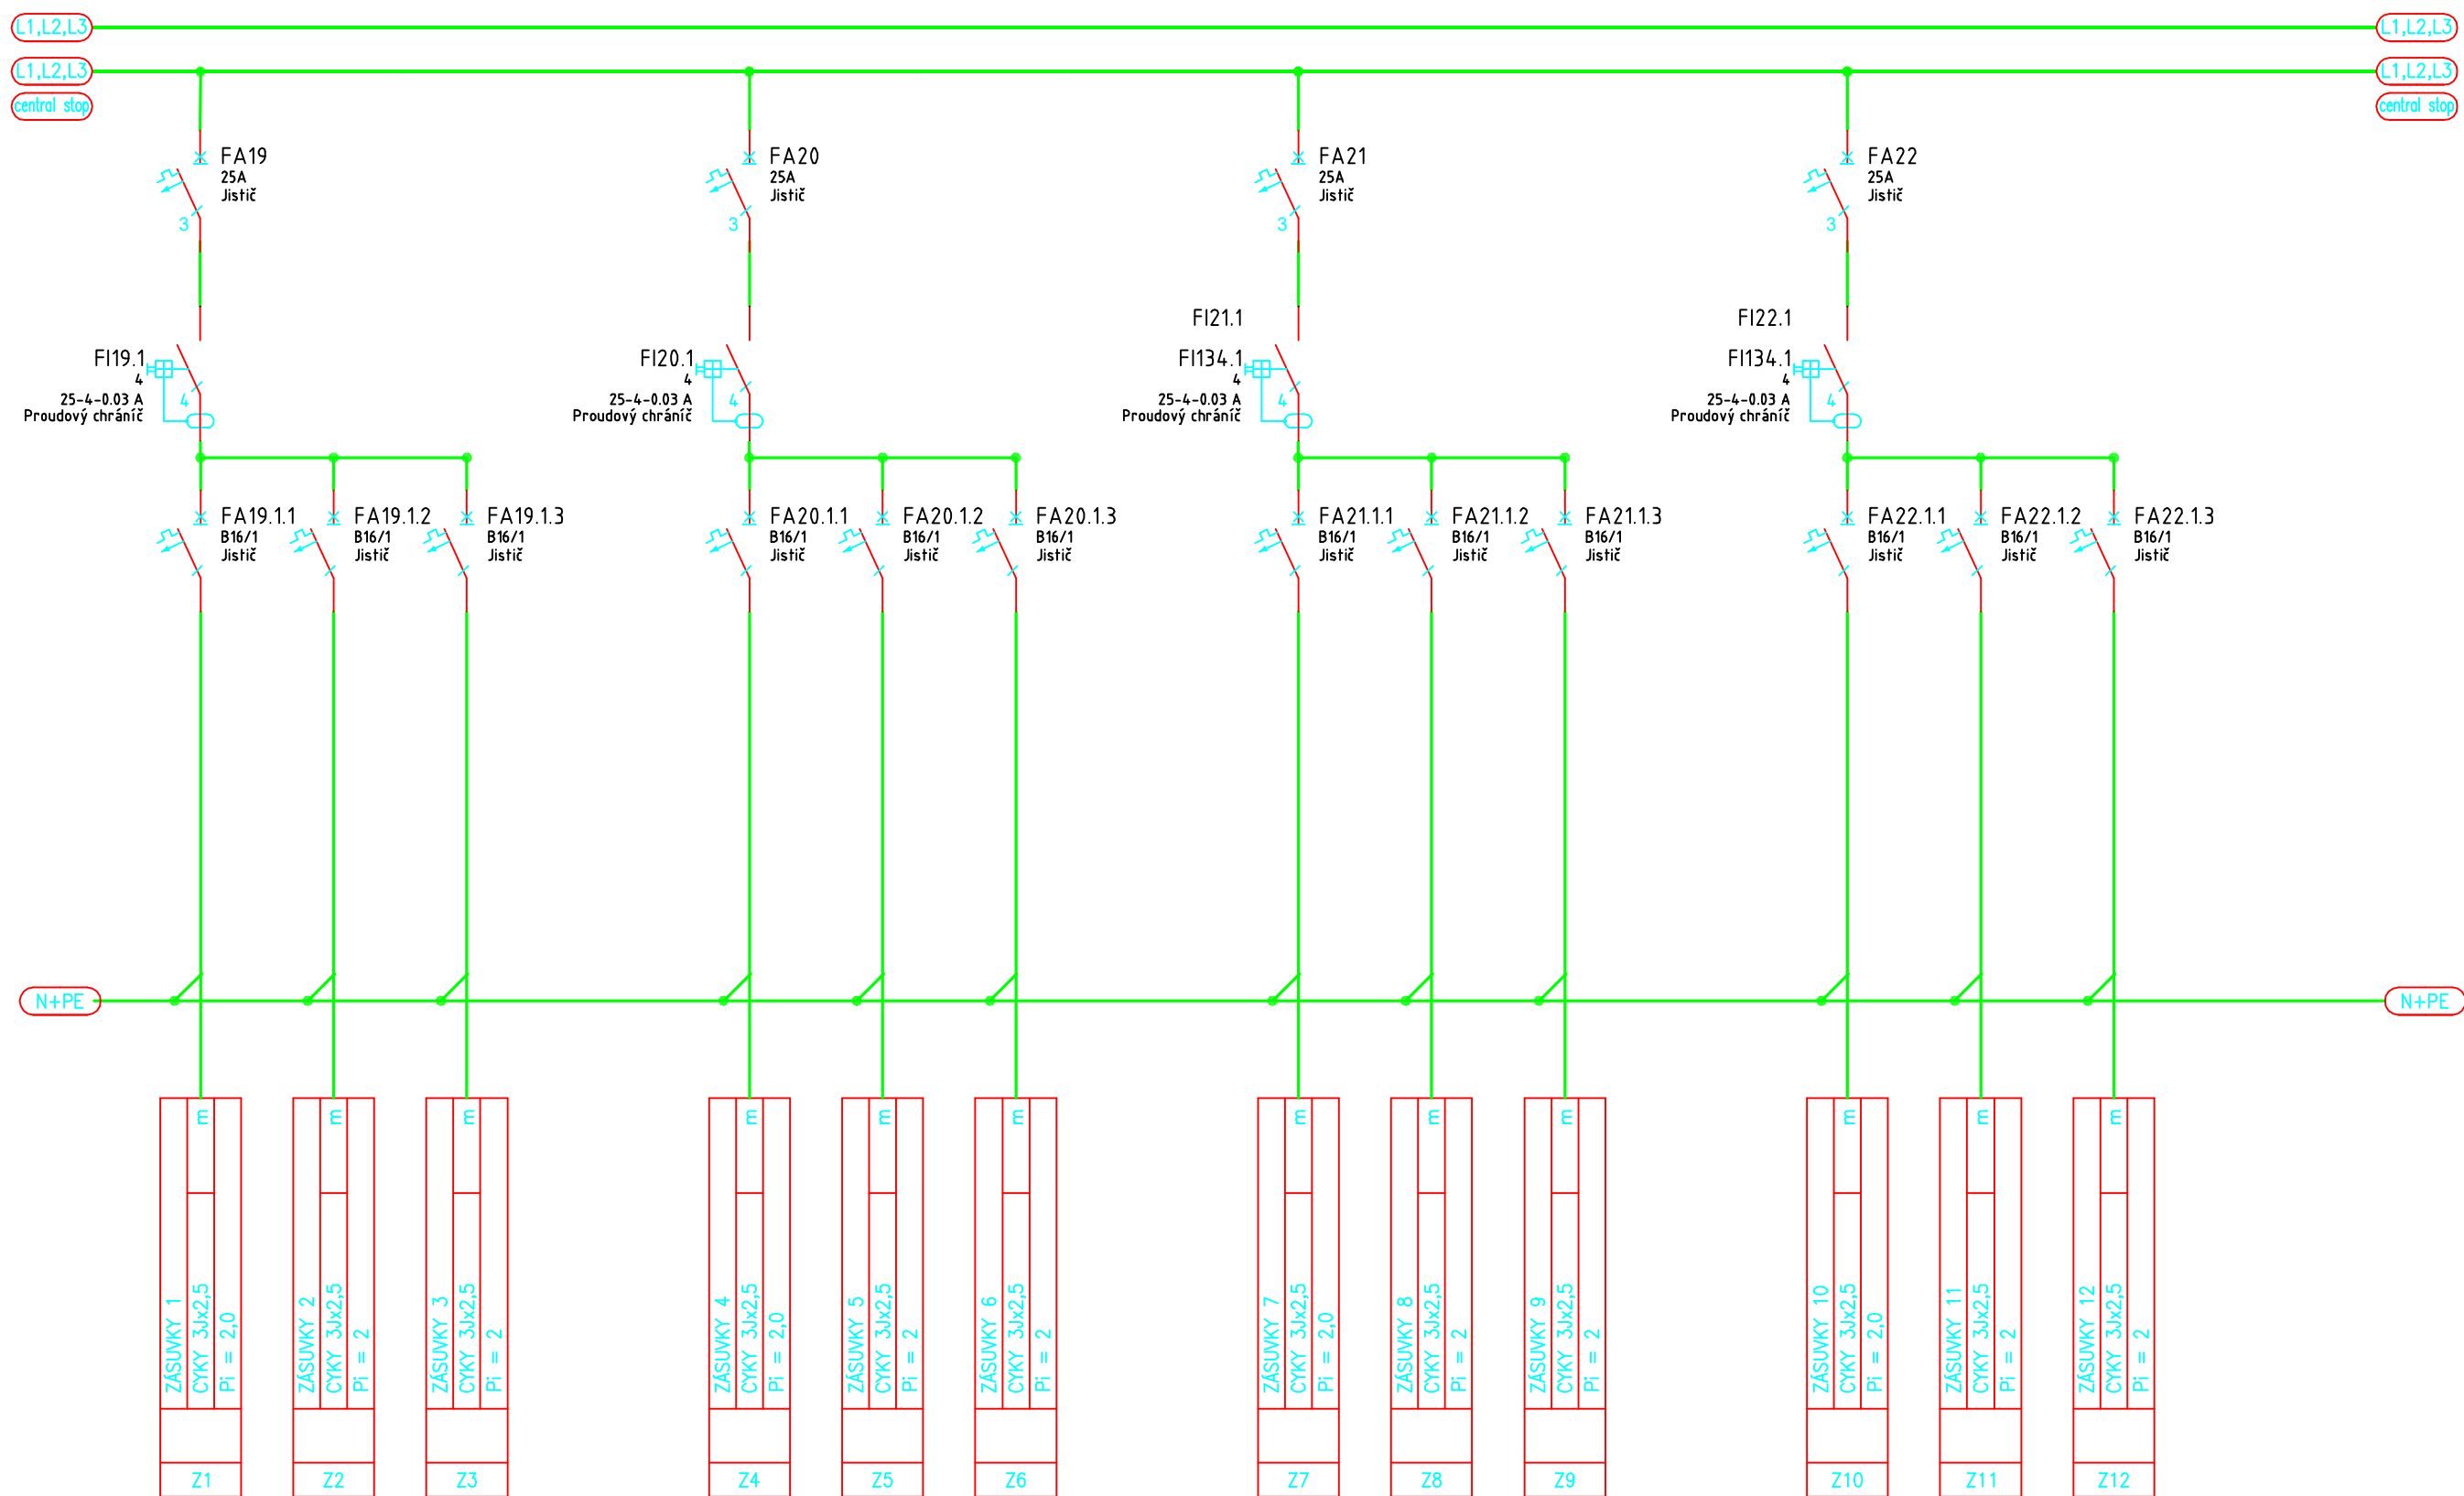 L1,L2,L3
L1,L2,L3
L1,L2,L3
L1,L2,L3
central stop
central stop
FA19
25A
Jistič
3
FA20
25A
Jistič
3
FA21
25A
Jistič
3
FA22
25A
Jistič
3
FI19.1
4
25-4-0.03 A
Proudový chránič
4
FI20.1
4
25-4-0.03 A
Proudový chránič
4
FI21.1
FI134.1
4
25-4-0.03 A
Proudový chránič
4
FI22.1
FI134.1
4
25-4-0.03 A
Proudový chránič
4
FA19.1.1
B16/1
Jistič
FA19.1.2
B16/1
Jistič
FA19.1.3
B16/1
Jistič
FA20.1.1
B16/1
Jistič
FA20.1.2
B16/1
Jistič
FA20.1.3
B16/1
Jistič
FA21.1.1
B16/1
Jistič
FA21.1.2
B16/1
Jistič
FA21.1.3
B16/1
Jistič
FA22.1.1
B16/1
Jistič
FA22.1.2
B16/1
Jistič
FA22.1.3
B16/1
Jistič
N+PE
N+PE
ZÁSUVKY 1
CYKY 3Jx2,5
m
Pi = 2,0
Z1
ZÁSUVKY 2
CYKY 3Jx2,5
m
Pi = 2
Z2
ZÁSUVKY 3
CYKY 3Jx2,5
m
Pi = 2
Z3
ZÁSUVKY 4
CYKY 3Jx2,5
m
Pi = 2,0
Z4
ZÁSUVKY 5
CYKY 3Jx2,5
m
Pi = 2
Z5
ZÁSUVKY 6
CYKY 3Jx2,5
m
Pi = 2
Z6
ZÁSUVKY 7
CYKY 3Jx2,5
m
Pi = 2,0
Z7
ZÁSUVKY 8
CYKY 3Jx2,5
m
Pi = 2
Z8
ZÁSUVKY 9
CYKY 3Jx2,5
m
Pi = 2
Z9
ZÁSUVKY 10
CYKY 3Jx2,5
m
Pi = 2,0
Z10
ZÁSUVKY 11
CYKY 3Jx2,5
m
Pi = 2
Z11
ZÁSUVKY 12
CYKY 3Jx2,5
m
Pi = 2
Z12